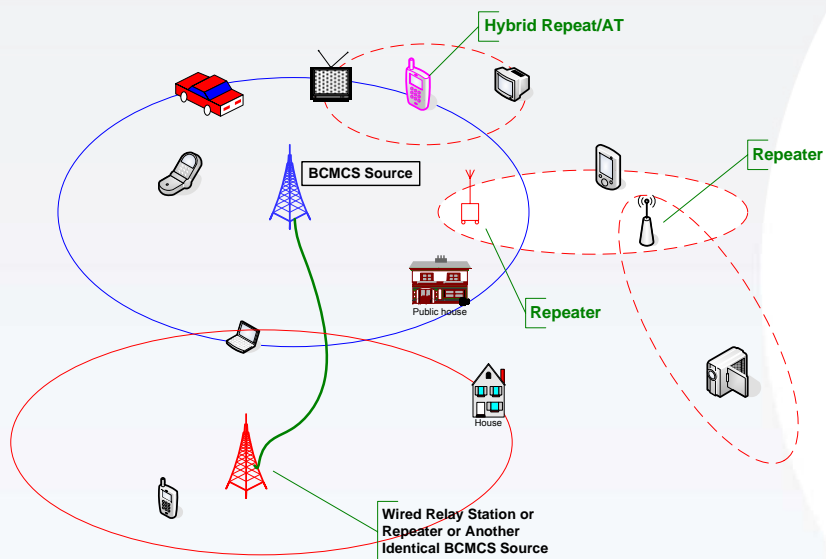 Hybrid Repeat/AT
Repeater
BCMCS Source
Repeater
Public house
House
Wired Relay Station or
Repeater or Another
Identical BCMCS Source